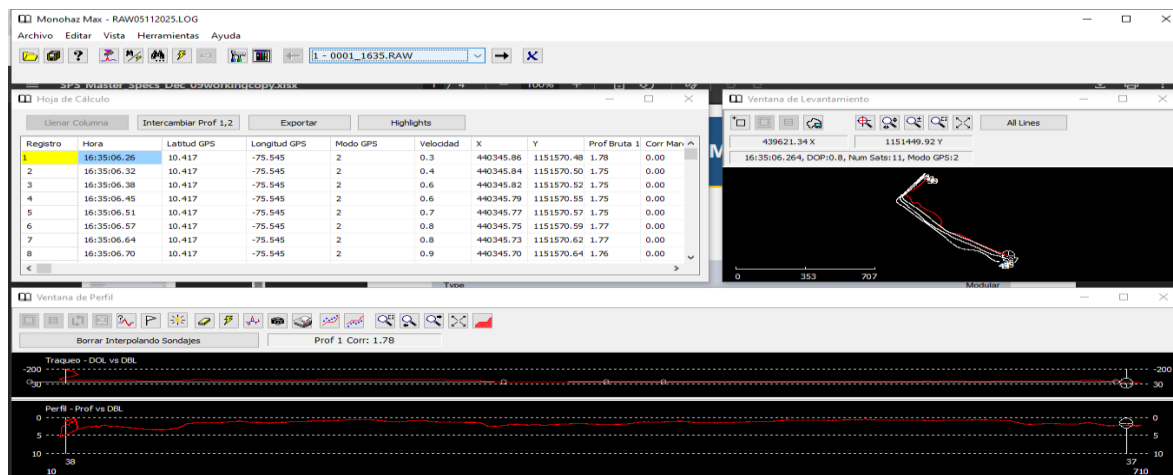 Monohaz Max - RAW05112025.LOG
Archivo Editar Vista Herramientas Ayuda
1 - 0001_1635.RAW
SPS_Master_Specs_Dec_09workingcopy.xlsx 1 / 4 100%
Hoja de Cálculo
Llenar Columna Intercambiar Prof 1,2 Exportar Highlights
Registro Hora Latitud GPS Longitud GPS Modo GPS Velocidad X Y Prof Bruta 1 Corr Mare
1 16:35:06.26 10.417 -75.545 2 0.3 440345.86 1151570.48 1.78 0.00
2 16:35:06.32 10.417 -75.545 2 0.4 440345.84 1151570.50 1.75 0.00
3 16:35:06.38 10.417 -75.545 2 0.6 440345.82 1151570.52 1.75 0.00
4 16:35:06.45 10.417 -75.545 2 0.6 440345.79 1151570.55 1.75 0.00
5 16:35:06.51 10.417 -75.545 2 0.7 440345.77 1151570.57 1.75 0.00
6 16:35:06.57 10.417 -75.545 2 0.8 440345.75 1151570.59 1.77 0.00
7 16:35:06.64 10.417 -75.545 2 0.8 440345.73 1151570.62 1.77 0.00
8 16:35:06.70 10.417 -75.545 2 0.9 440345.70 1151570.64 1.76 0.00
Ventana de Levantamiento
All Lines
439621.34 X 1151449.92 Y
16:35:06.264, DOP:0.8, Num Sats:11, Modo GPS:2
0 353 707
M
Type Modular
Ventana de Perfil
Borrar Interpolando Sondajes Prof 1 Corr: 1.78
Traqueo - DOL vs DBL
-200 -200
30 30
Perfil - Prof vs DBL
0 0
5 5
10 10
38 37
10 710